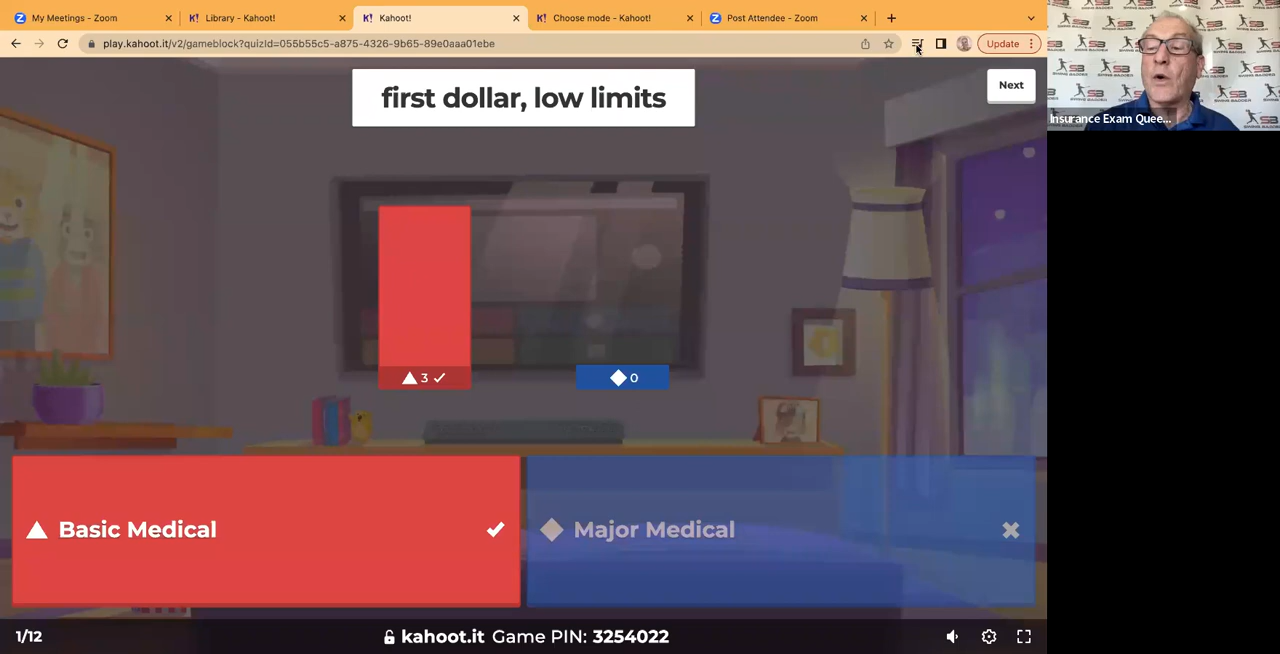 My Meetings - Zoom
Library - Kahoot!
Kahoot!
Choose mode - Kahoot!
Post Attendee - Zoom
play.kahoot.it/v2/gameblock?quizId=055b55c5-a875-4326-9b65-89e0aaa01ebe
Update
first dollar, low limits
Next
Insurance Exam Quee...
3
0
Basic Medical
Major Medical
1/12
kahoot.it Game PIN: 3254022